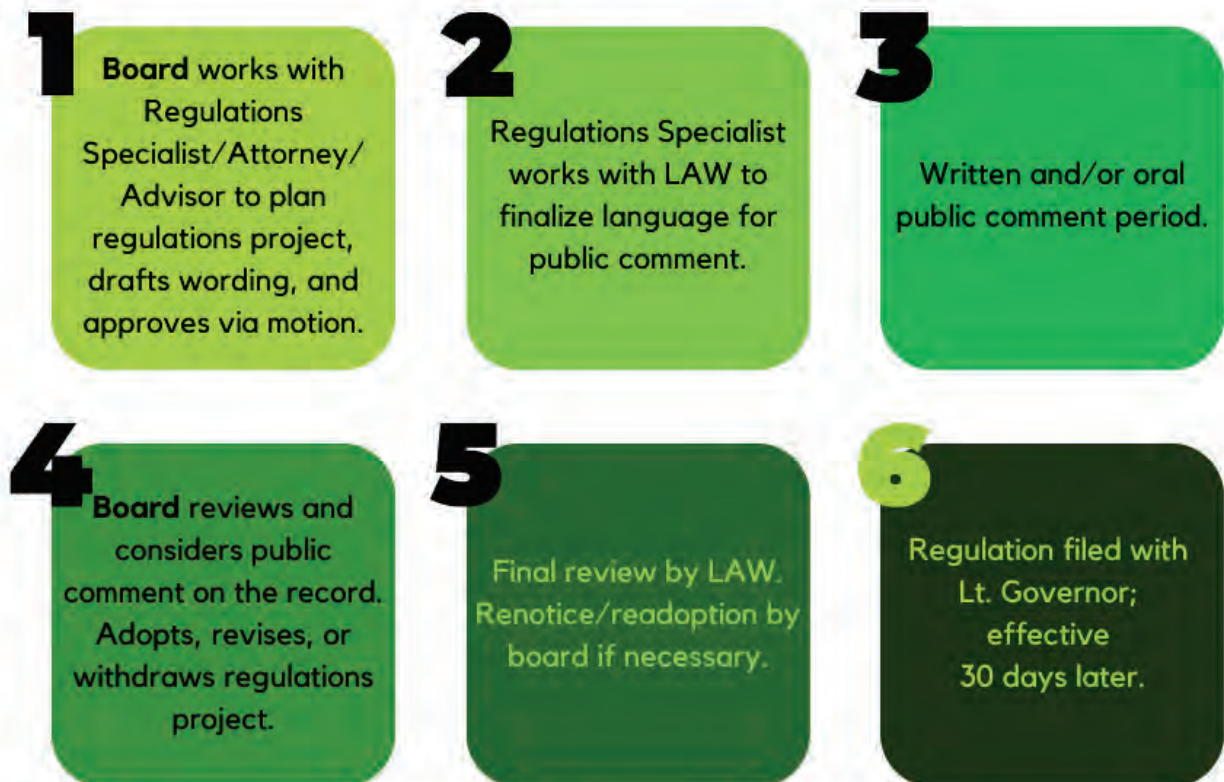 1
Board works with
Regulations
Specialist/Attorney/
Advisor to plan
regulations project,
drafts wording, and
approves via motion.
2
Regulations Specialist
works with LAW to
finalize language for
public comment.
3
Written and/or oral
public comment period.
4
Board reviews and
considers public
comment on the record.
Adopts, revises, or
withdraws regulations
project.
5
Final review by LAW.
Renotice/readoption by
board if necessary.
6
Regulation filed with
Lt. Governor;
effective
30 days later.